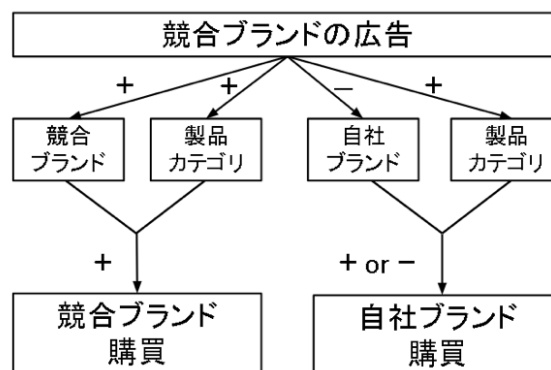 競合ブランドの広告
+
+
−
+
競合
ブランド
製品
カテゴリ
自社
ブランド
製品
カテゴリ
+
+ or −
競合ブランド
購買
自社ブランド
購買